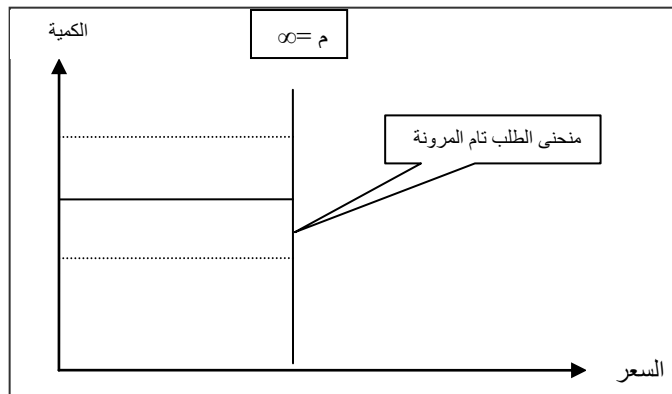 الكمية
م =∞
منحنى الطلب تام المرونة
السعر